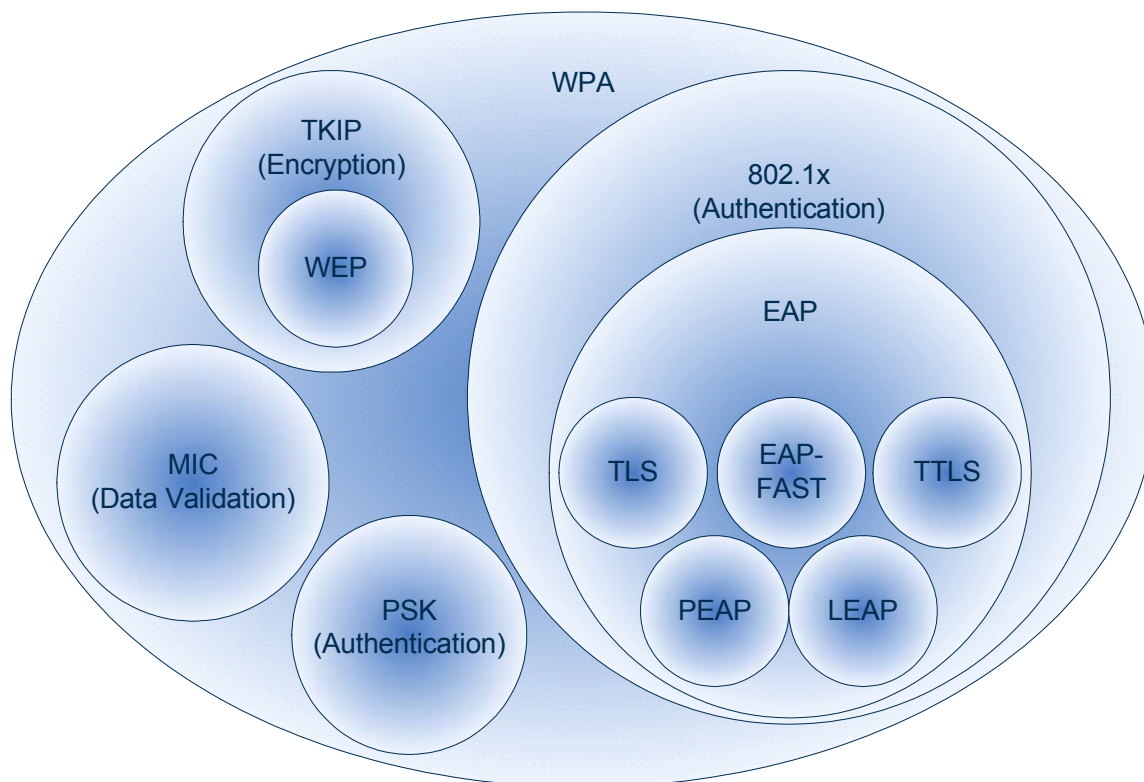 WPA
TKIP
(Encryption)
WEP
802.1x
(Authentication)
EAP
MIC
(Data Validation)
TLS
EAP-
FAST
TTLS
PSK
(Authentication)
PEAP
LEAP